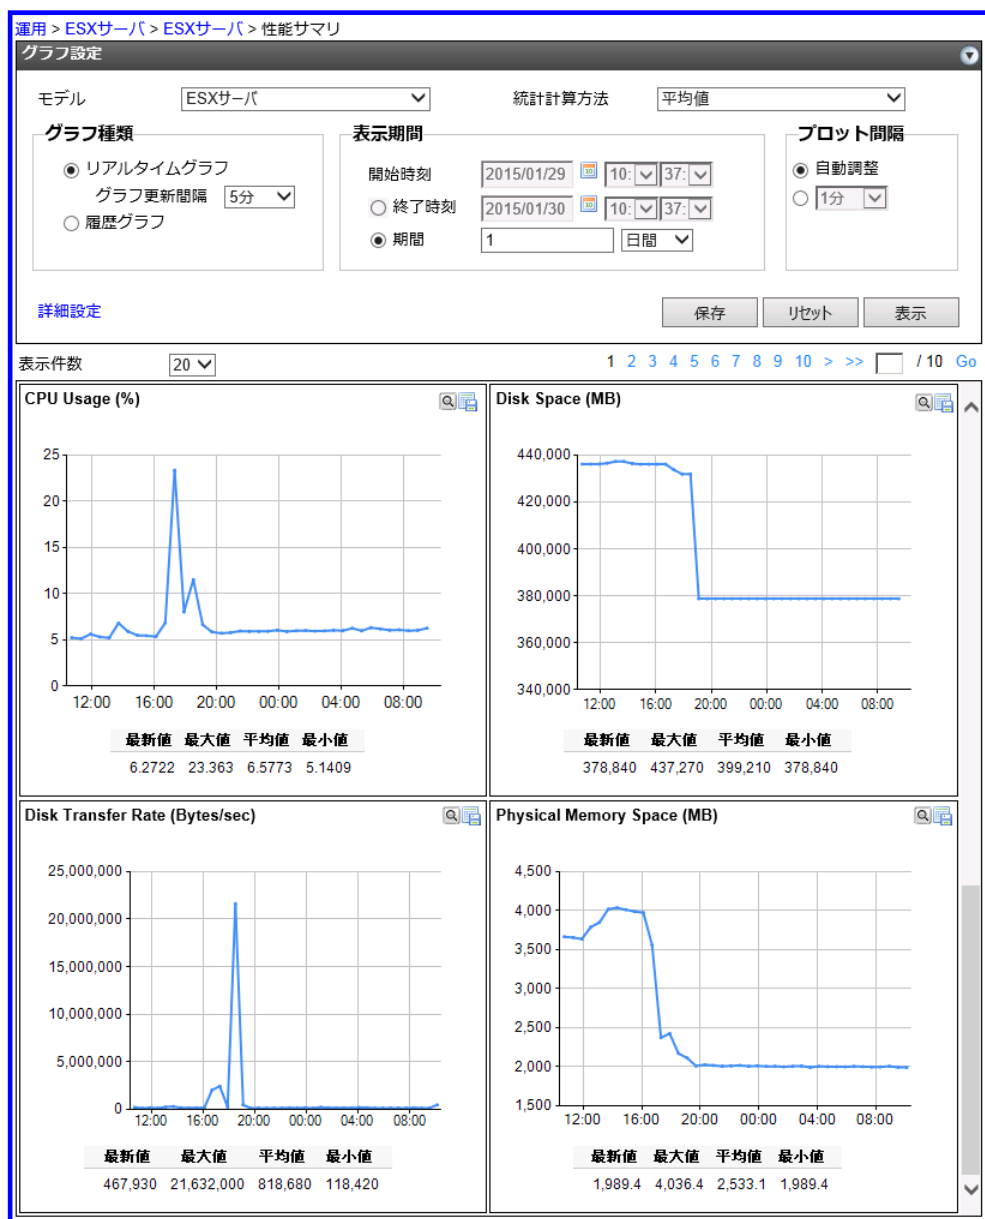 運用 > ESXサーバ > ESXサーバ > 性能サマリ
グラフ設定
モデル ESXサーバ 統計計算方法 平均値
グラフ種類 表示期間 プロット間隔
リアルタイムグラフ 開始時刻 2015/01/29 10: 37: 自動調整
グラフ更新間隔 5分 終了時刻 2015/01/30 10: 37: 1分
履歴グラフ 期間 1 日間
詳細設定 保存 リセット 表示
表示件数 20 1 2 3 4 5 6 7 8 9 10 > >> / 10 Go
CPU Usage (%)
25
20
15
10
5
0
12:00 16:00 20:00 00:00 04:00 08:00
最新値 最大値 平均値 最小値
6.2722 23.363 6.5773 5.1409
Disk Space (MB)
440,000
420,000
400,000
380,000
360,000
340,000
12:00 16:00 20:00 00:00 04:00 08:00
最新値 最大値 平均値 最小値
378,840 437,270 399,210 378,840
Disk Transfer Rate (Bytes/sec)
25,000,000
20,000,000
15,000,000
10,000,000
5,000,000
0
12:00 16:00 20:00 00:00 04:00 08:00
最新値 最大値 平均値 最小値
467,930 21,632,000 818,680 118,420
Physical Memory Space (MB)
4,500
4,000
3,500
3,000
2,500
2,000
1,500
12:00 16:00 20:00 00:00 04:00 08:00
最新値 最大値 平均値 最小値
1,989.4 4,036.4 2,533.1 1,989.4